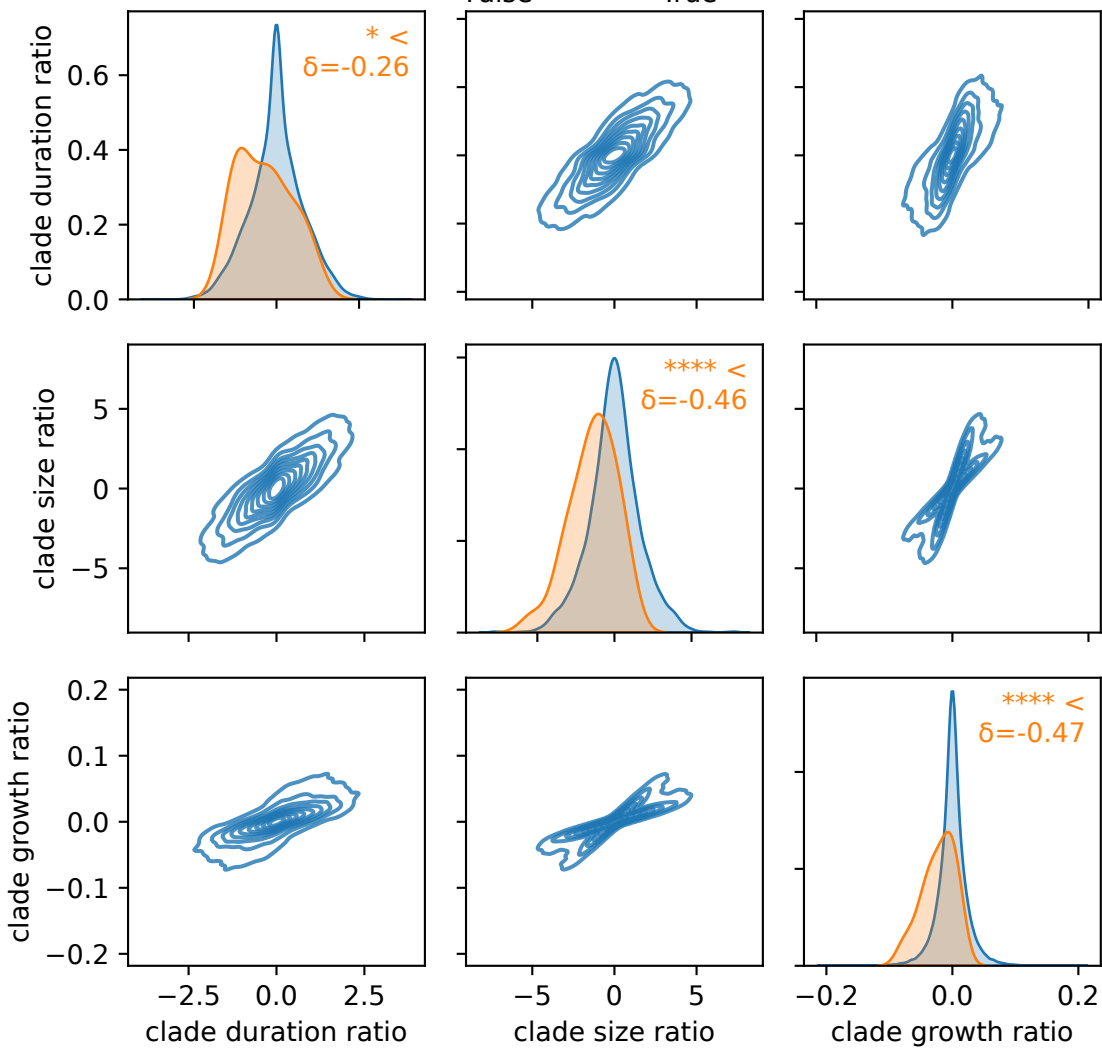 True
clade duration ratio
0.6
0.4
0.2
0.0
* <
δ=-0.26
clade size ratio
5
0
−5
**** <
δ=-0.46
clade growth ratio
0.2
0.1
0.0
−0.1
−0.2
**** <
δ=-0.47
−2.5 0.0 2.5
−5 0 5
−0.2 0.0 0.2
clade duration ratio
clade size ratio
clade growth ratio